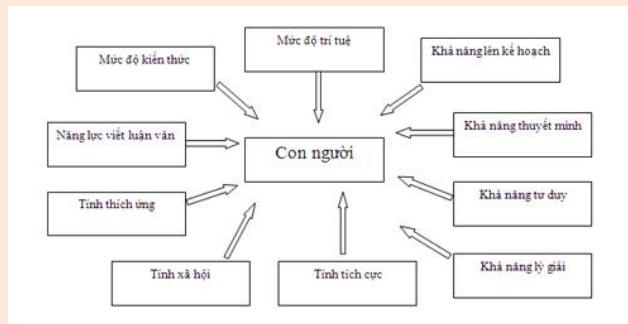 Mức độ trí tuệ
Mức độ kiến thức
Khả năng lên kế hoạch
Năng lực viết luận văn
Khả năng thuyết minh
Con người
Tính thích ứng
Khả năng tư duy
Tính xã hội
Tính tích cực
Khả năng lý giải